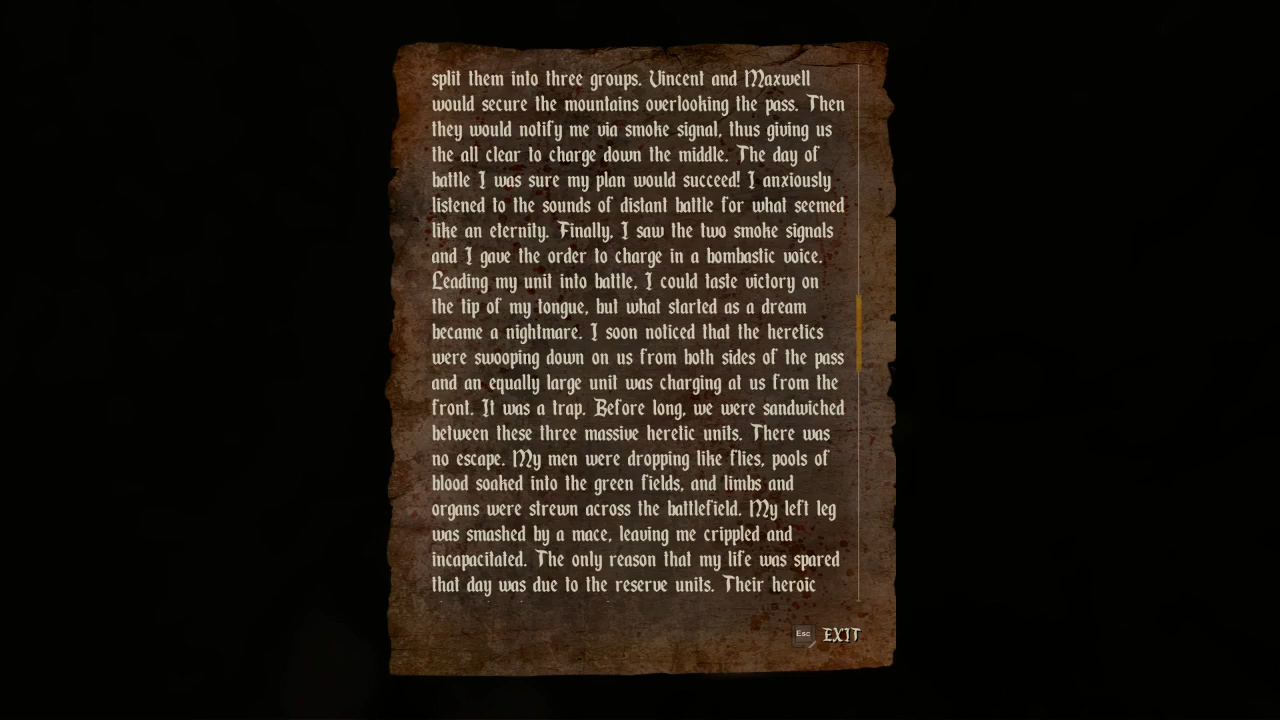 split them into three groups. Vincent and Maxwell
would secure the mountains overlooking the pass. Then
they would notify me via smoke signal, thus giving us
the all clear to charge down the middle. The day of
battle I was sure my plan would succeed! I anxiously
listened to the sounds of distant battle for what seemed
like an eternity. Finally, I saw the two smoke signals
and I gave the order to charge in a bombastic voice.
Leading my unit into battle, I could taste victory on
the tip of my tongue, but what started as a dream
became a nightmare. I soon noticed that the heretics
were swooping down on us from both sides of the pass
and an equally large unit was charging at us from the
front. It was a trap. Before long, we were sandwiched
between these three massive heretic units. There was
no escape. My men were dropping like flies, pools of
blood soaked into the green fields, and limbs and
organs were strewn across the battlefield. My left leg
was smashed by a mace, leaving me crippled and
incapacitated. The only reason that my life was spared
that day was due to the reserve units. Their heroic
Esc EXIT